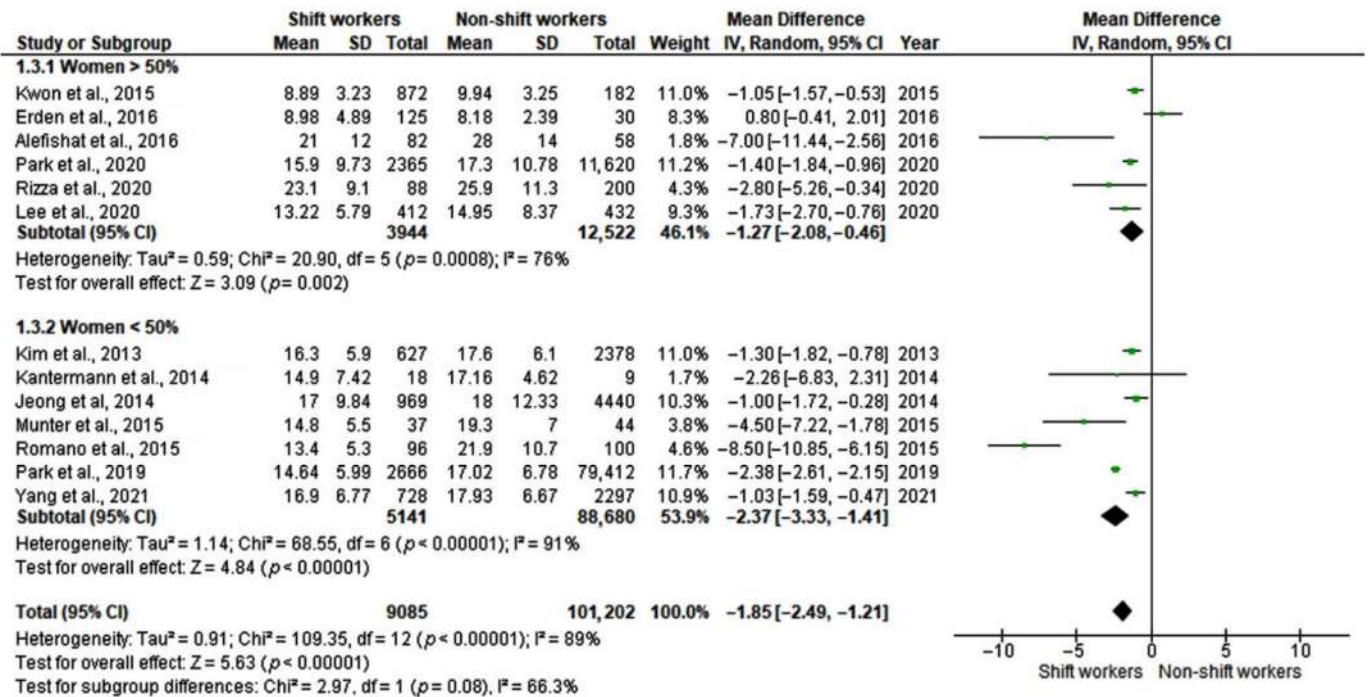 Shift workers Non-shift workers Mean Difference Mean Difference
Study or Subgroup Mean SD Total Mean SD Total Weight IV, Random, 95% CI Year IV, Random, 95% CI
1.3.1 Women > 50%
Kwon et al., 2015 8.89 3.23 872 9.94 3.25 182 11.0% −1.05 [−1.57, −0.53] 2015
Erden et al., 2016 8.98 4.89 125 8.18 2.39 30 8.3% 0.80 [−0.41, 2.01] 2016
Alefishat et al., 2016 21 12 82 28 14 58 1.8% −7.00 [−11.44, −2.56] 2016
Park et al., 2020 15.9 9.73 2365 17.3 10.78 11,620 11.2% −1.40 [−1.84, −0.96] 2020
Rizza et al., 2020 23.1 9.1 88 25.9 11.3 200 4.3% −2.80 [−5.26, −0.34] 2020
Lee et al., 2020 13.22 5.79 412 14.95 8.37 432 9.3% −1.73 [−2.70, −0.76] 2020
Subtotal (95% CI) 3944 12,522 46.1% −1.27 [−2.08, −0.46]
Heterogeneity: Tau² = 0.59; Chi² = 20.90, df = 5 (p = 0.0008); I² = 76%
Test for overall effect: Z = 3.09 (p = 0.002)
1.3.2 Women < 50%
Kim et al., 2013 16.3 5.9 627 17.6 6.1 2378 11.0% −1.30 [−1.82, −0.78] 2013
Kantermann et al., 2014 14.9 7.42 18 17.16 4.62 9 1.7% −2.26 [−6.83, 2.31] 2014
Jeong et al, 2014 17 9.84 969 18 12.33 4440 10.3% −1.00 [−1.72, −0.28] 2014
Munter et al., 2015 14.8 5.5 37 19.3 7 44 3.8% −4.50 [−7.22, −1.78] 2015
Romano et al., 2015 13.4 5.3 96 21.9 10.7 100 4.6% −8.50 [−10.85, −6.15] 2015
Park et al., 2019 14.64 5.99 2666 17.02 6.78 79,412 11.7% −2.38 [−2.61, −2.15] 2019
Yang et al., 2021 16.9 6.77 728 17.93 6.67 2297 10.9% −1.03 [−1.59, −0.47] 2021
Subtotal (95% CI) 5141 88,680 53.9% −2.37 [−3.33, −1.41]
Heterogeneity: Tau² = 1.14; Chi² = 68.55, df = 6 (p < 0.00001); I² = 91%
Test for overall effect: Z = 4.84 (p < 0.00001)
Total (95% CI) 9085 101,202 100.0% −1.85 [−2.49, −1.21]
Heterogeneity: Tau² = 0.91; Chi² = 109.35, df = 12 (p < 0.00001); I² = 89%
Test for overall effect: Z = 5.63 (p < 0.00001)
Test for subgroup differences: Chi² = 2.97, df = 1 (p = 0.08), I² = 66.3%
−10 −5 0 5 10
Shift workers Non-shift workers